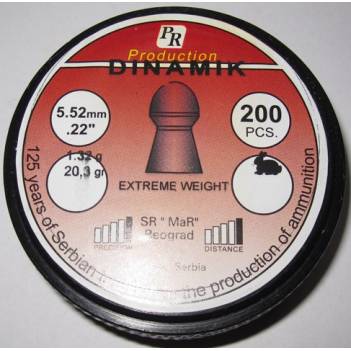 PR
Production
DINAMIK
5.52mm
.22"
200
PCS.
1.32 g
20,3 gr
EXTREME WEIGHT
SR "MaR"
Beograd
PRECISION
DISTANCE
Serbia
125 years of Serbian
the production of ammunition